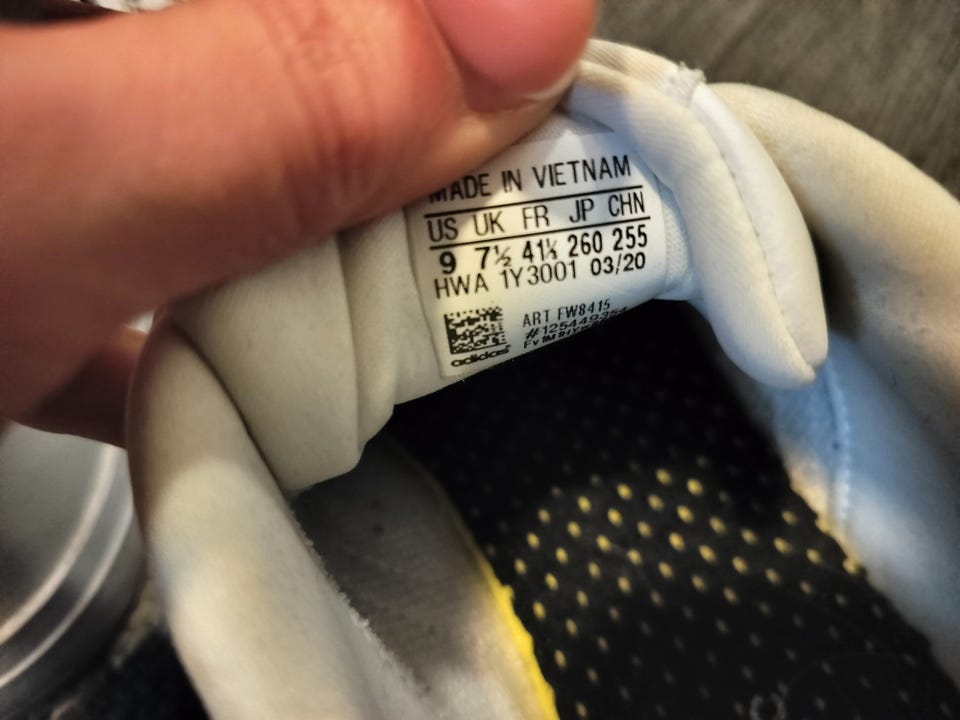 MADE IN VIETNAM
US UK FR JP CHN
9 7½ 41⅓ 260 255
HWA 1Y3001 03/20
ART FW8415
adidas